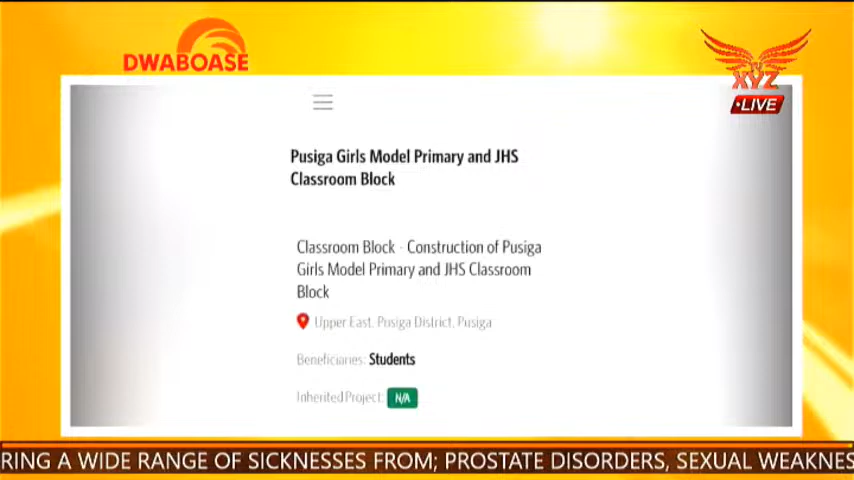 DWABOASE
XYZ
•LIVE
Pusiga Girls Model Primary and JHS
Classroom Block
Classroom Block - Construction of Pusiga
Girls Model Primary and JHS Classroom
Block
Upper East, Pusiga District, Pusiga
Beneficiaries: Students
Inherited Project: N/A
RING A WIDE RANGE OF SICKNESSES FROM; PROSTATE DISORDERS, SEXUAL WEAKNES